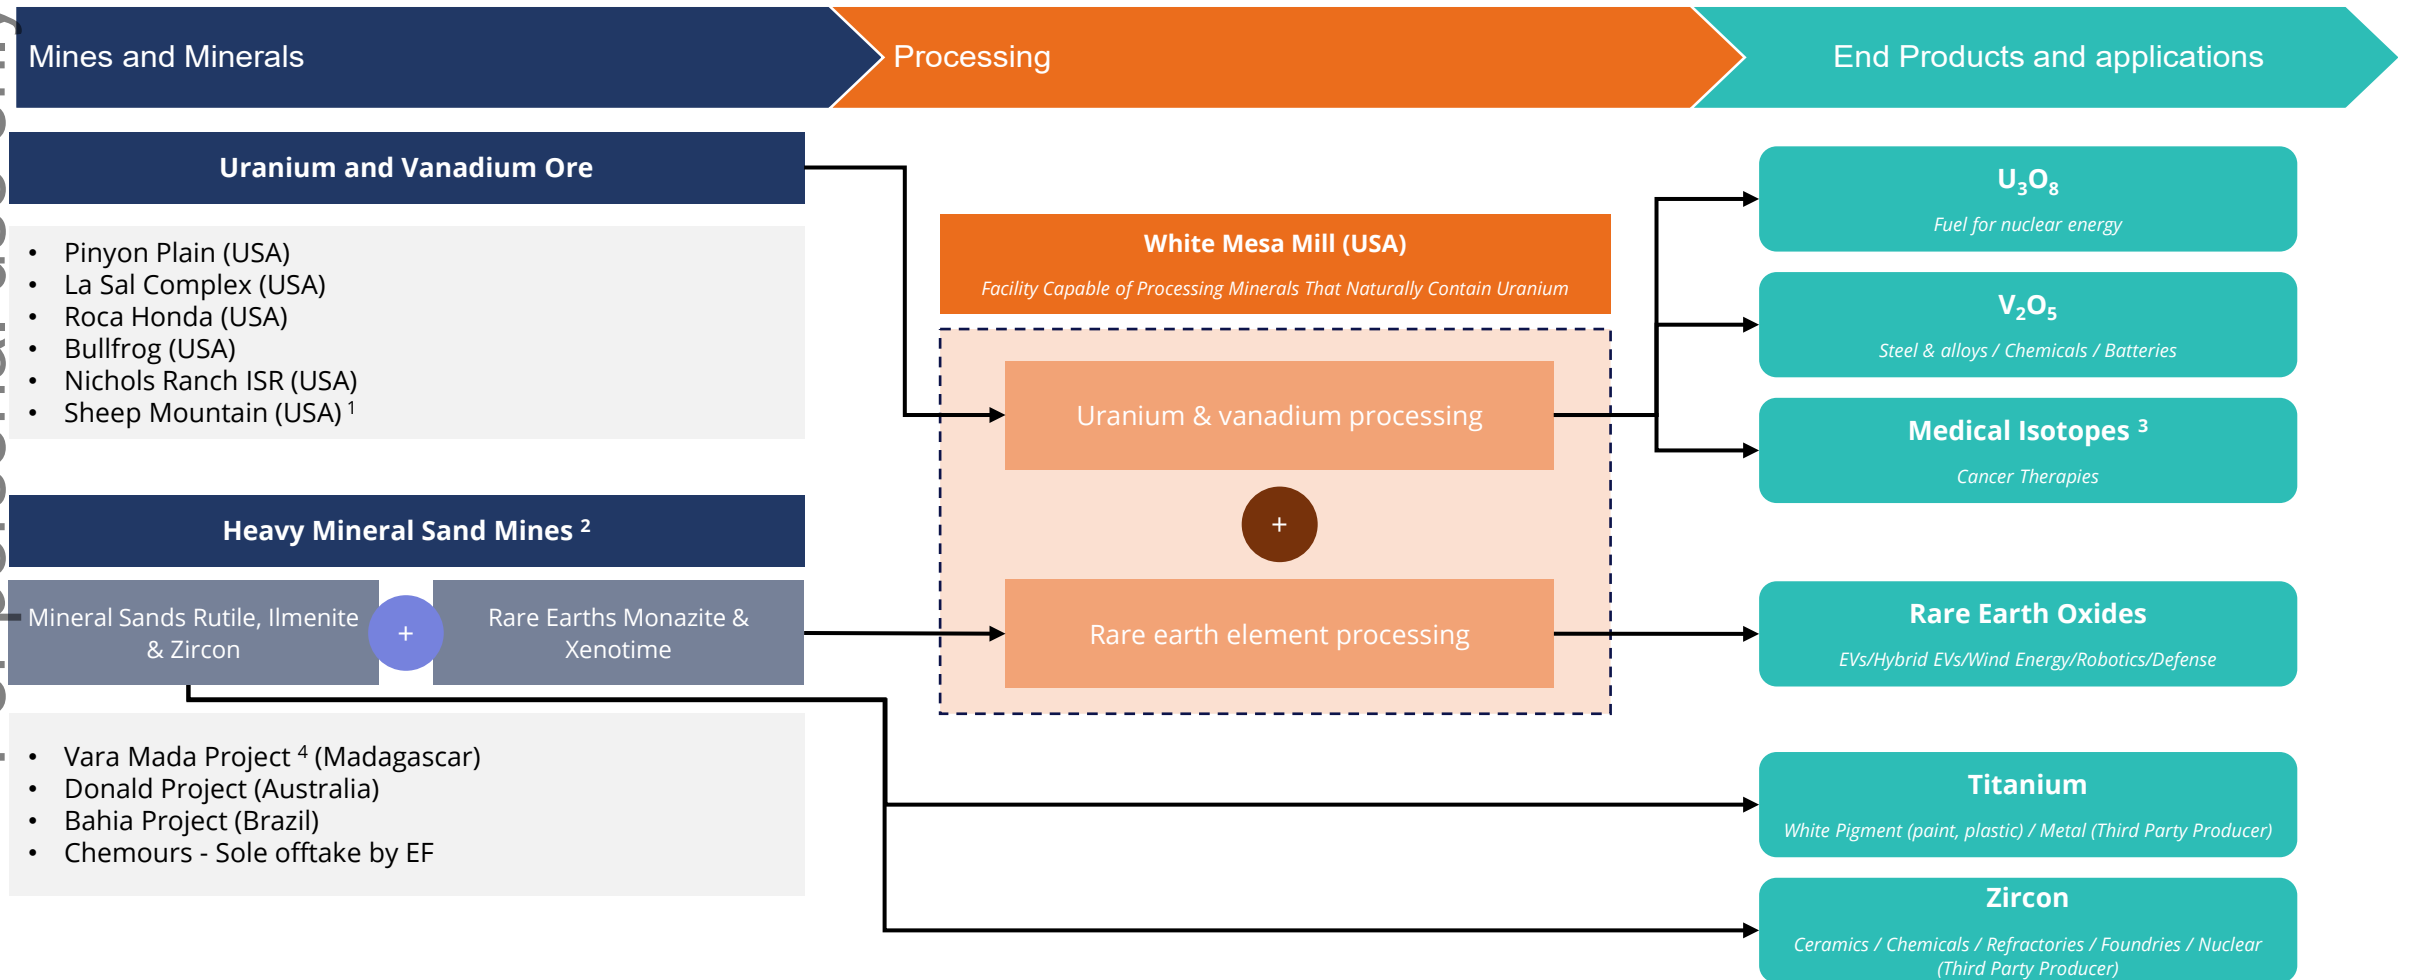 Mines and Minerals
Processing
End Products and applications
Uranium and Vanadium Ore
• Pinyon Plain (USA)
• La Sal Complex (USA)
• Roca Honda (USA)
• Bullfrog (USA)
• Nichols Ranch ISR (USA)
• Sheep Mountain (USA) ¹
Heavy Mineral Sand Mines ²
Mineral Sands Rutile, Ilmenite
& Zircon
+
Rare Earths Monazite &
Xenotime
• Vara Mada Project ⁴ (Madagascar)
• Donald Project (Australia)
• Bahia Project (Brazil)
• Chemours - Sole offtake by EF
White Mesa Mill (USA)
Facility Capable of Processing Minerals That Naturally Contain Uranium
Uranium & vanadium processing
+
Rare earth element processing
U₃O₈
Fuel for nuclear energy
V₂O₅
Steel & alloys / Chemicals / Batteries
Medical Isotopes ³
Cancer Therapies
Rare Earth Oxides
EVs/Hybrid EVs/Wind Energy/Robotics/Defense
Titanium
White Pigment (paint, plastic) / Metal (Third Party Producer)
Zircon
Ceramics / Chemicals / Refractories / Foundries / Nuclear
(Third Party Producer)